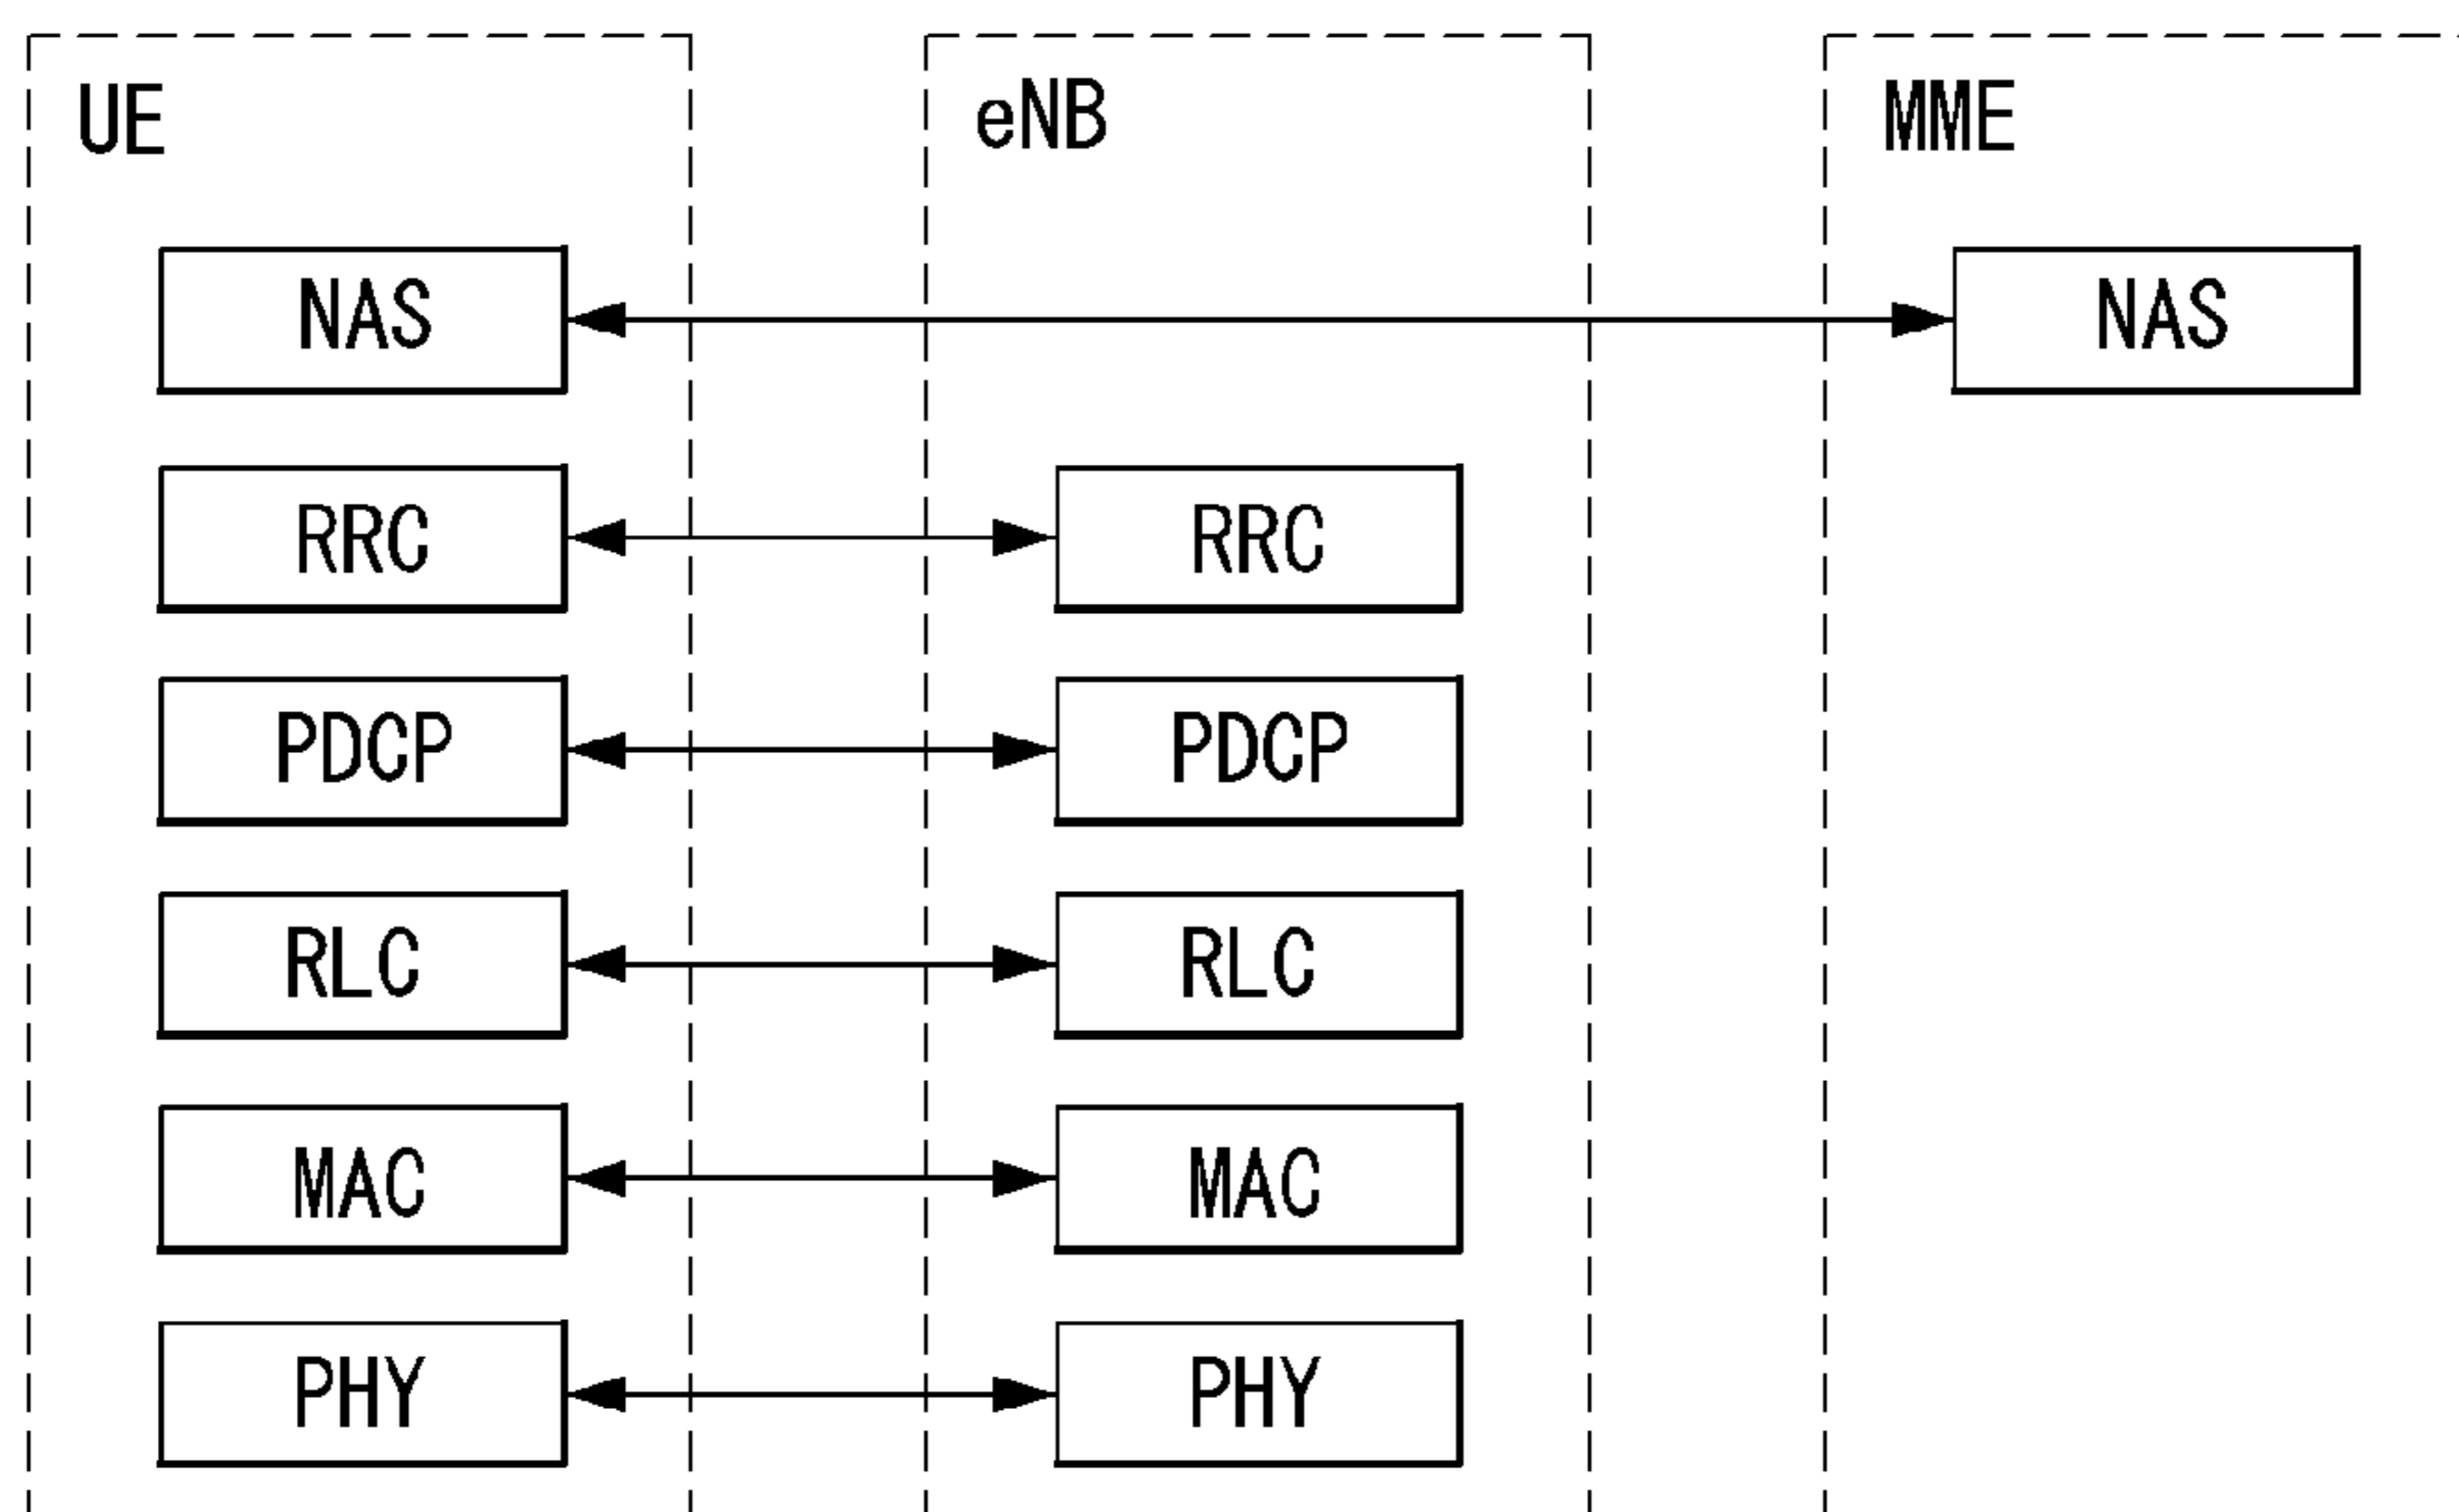 UE
eNB
MME
NAS
NAS
RRC
RRC
PDCP
PDCP
RLC
RLC
MAC
MAC
PHY
PHY